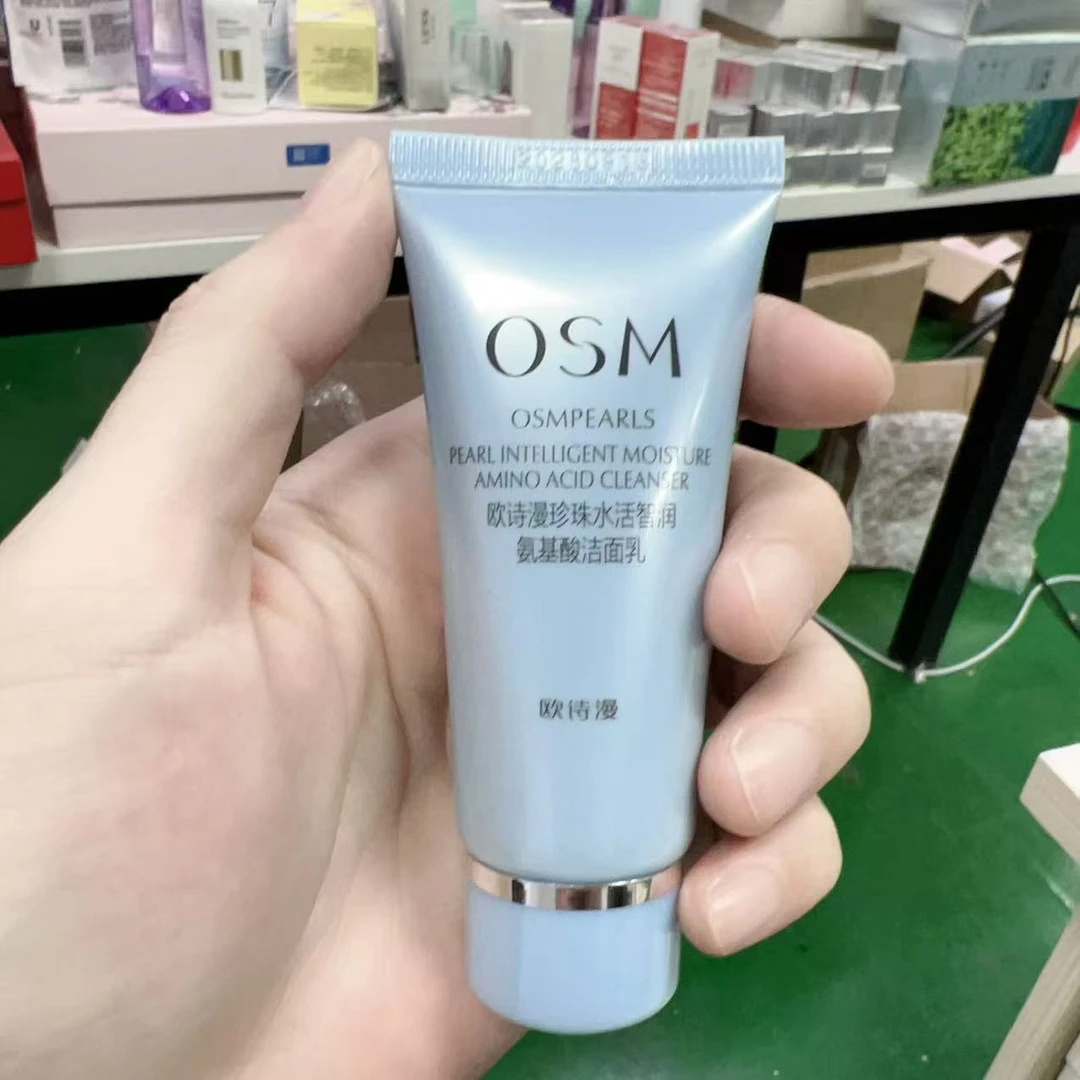 OSM
OSMPEARLS
PEARL INTELLIGENT MOISTURE
AMINO ACID CLEANSER
欧诗漫珍珠水活智润
氨基酸洁面乳
欧诗漫